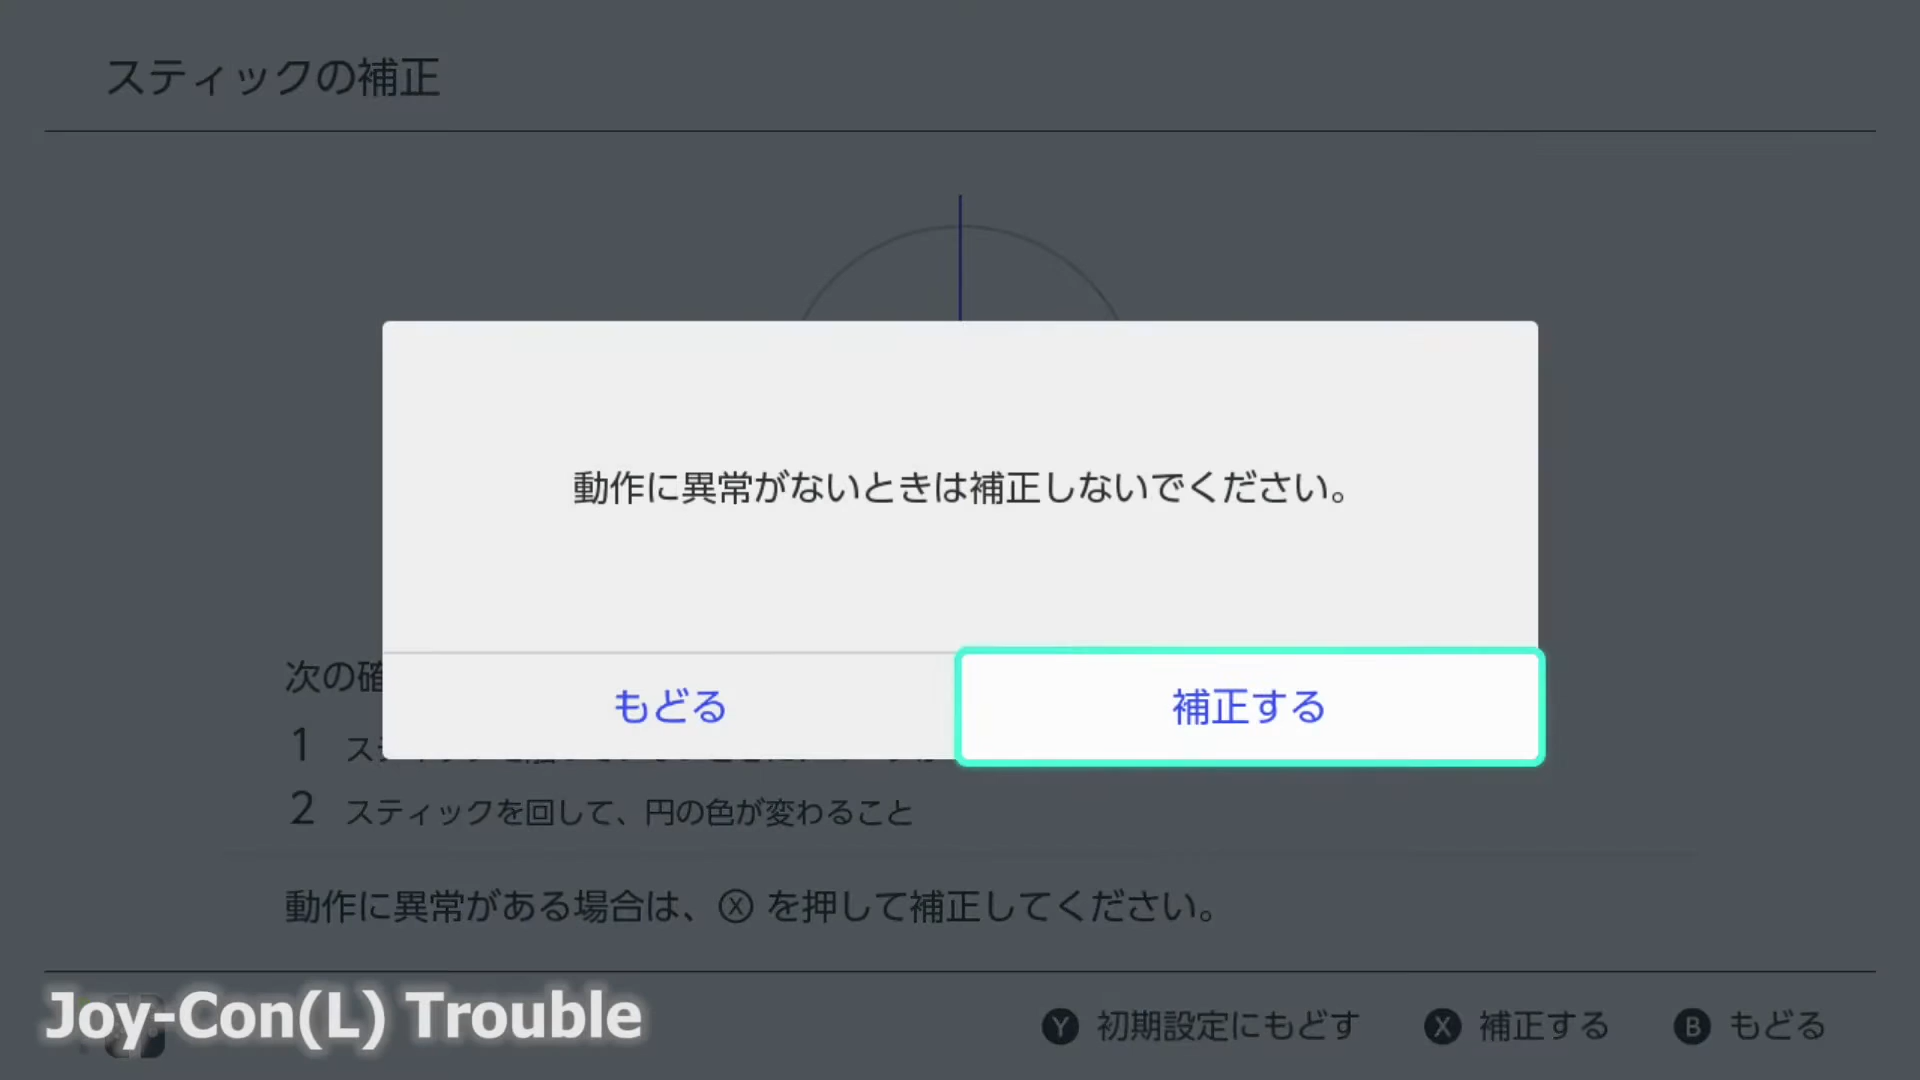 スティックの補正
動作に異常がないときは補正しないでください。
もどる
補正する
次の確
1
2 スティックを回して、円の色が変わること
動作に異常がある場合は、Ⓧ を押して補正してください。
Joy-Con(L) Trouble
Y 初期設定にもどす
X 補正する
B もどる